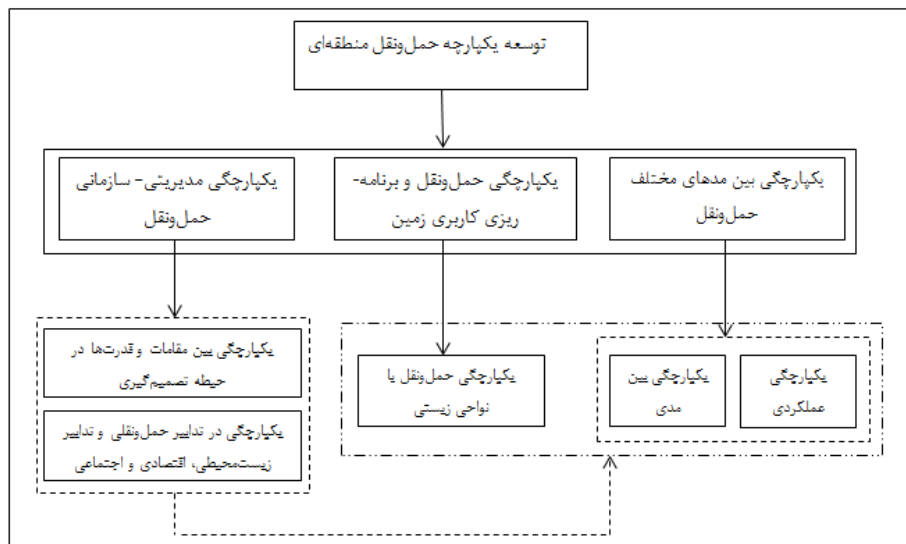 توسعه یکپارچه حمل‌ونقل منطقه‌ای
یکپارچگی بین مدهای مختلف
حمل‌ونقل
یکپارچگی حمل‌ونقل و برنامه-
ریزی کاربری زمین
یکپارچگی مدیریتی- سازمانی
حمل‌ونقل
یکپارچگی عملکردی
یکپارچگی بین
مدی
یکپارچگی حمل‌ونقل با
نواحی زیستی
یکپارچگی بین مقامات و قدرت‌ها در
حیطه تصمیم‌گیری
یکپارچگی در تدابیر حمل‌ونقلی و تدابیر
زیست‌محیطی، اقتصادی و اجتماعی